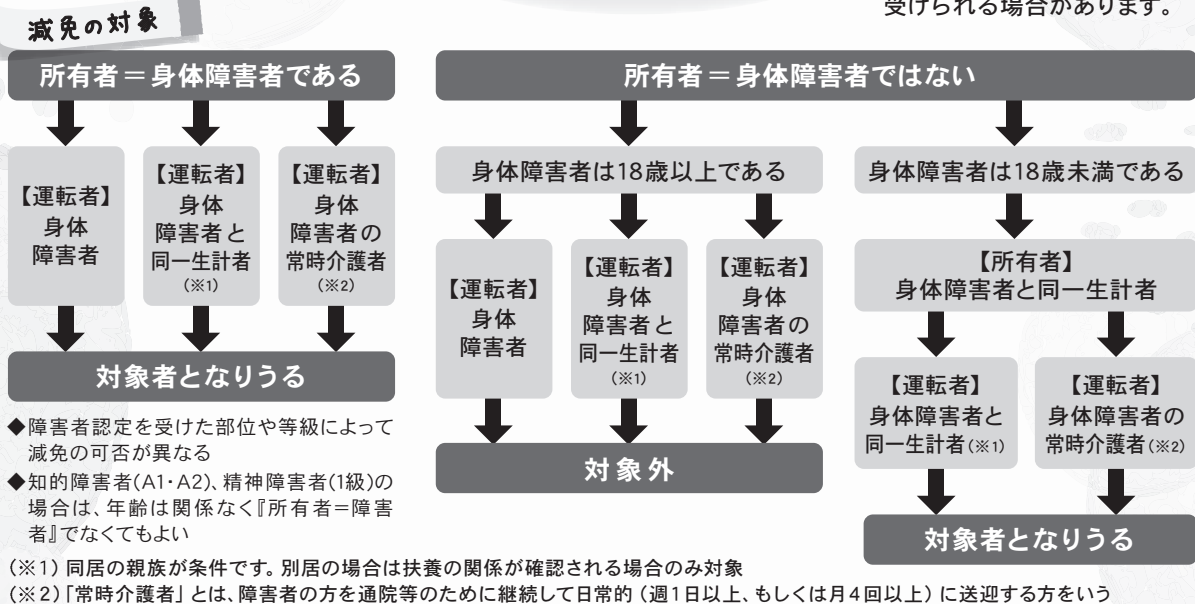 受けられる場合があります。
減免の対象
所有者＝身体障害者である
【運転者】
身体
障害者
【運転者】
身体
障害者と
同一生計者
（※1）
【運転者】
身体
障害者の
常時介護者
（※2）
対象者となりうる
◆障害者認定を受けた部位や等級によって
減免の可否が異なる
◆知的障害者(A1・A2)、精神障害者(1級)の
場合は、年齢は関係なく『所有者＝障害
者』でなくてもよい
所有者＝身体障害者ではない
身体障害者は18歳以上である
【運転者】
身体
障害者
【運転者】
身体
障害者と
同一生計者
（※1）
【運転者】
身体
障害者の
常時介護者
（※2）
対象外
身体障害者は18歳未満である
【所有者】
身体障害者と同一生計者
【運転者】
身体障害者と
同一生計者（※1）
【運転者】
身体障害者の
常時介護者（※2）
対象者となりうる
（※1）同居の親族が条件です。別居の場合は扶養の関係が確認される場合のみ対象
（※2）「常時介護者」とは、障害者の方を通院等のために継続して日常的（週1日以上、もしくは月4回以上）に送迎する方をいう